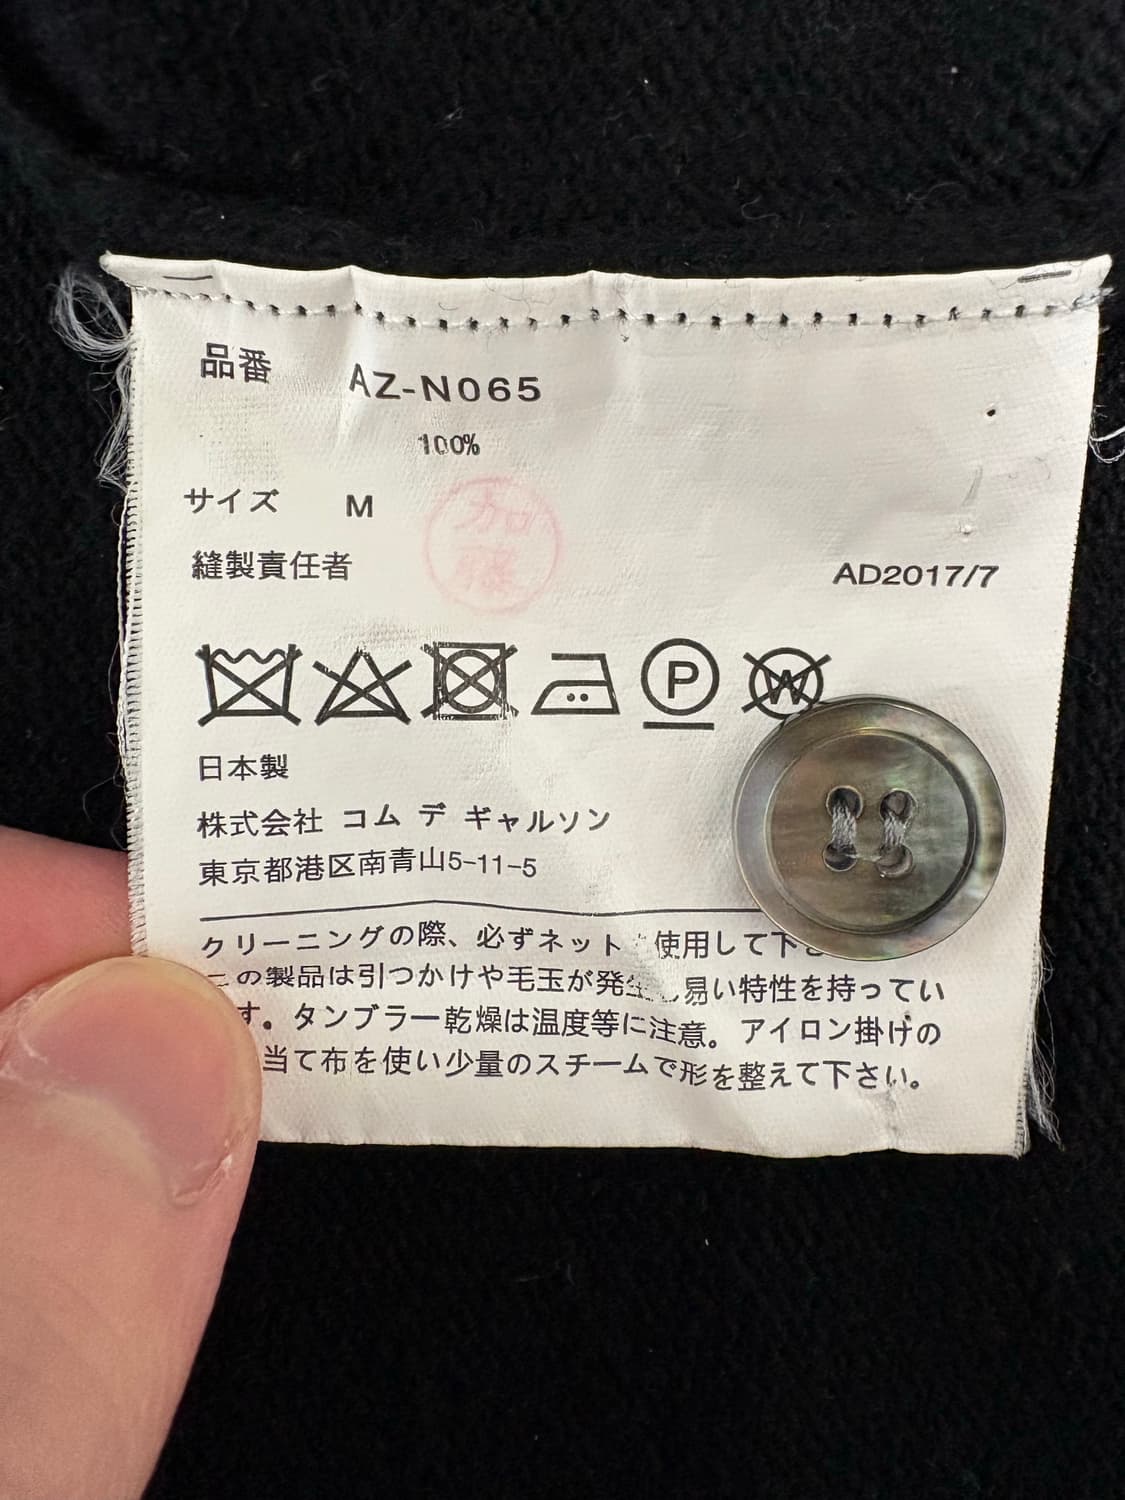 品番 AZ-N065
100%
サイズ M
縫製責任者
AD2017/7
P
W
日本製
株式会社 コム デ ギャルソン
東京都港区南青山5-11-5
クリーニングの際、必ずネット 使用して下
この製品は引つかけや毛玉が発 易い特性を持ってい
す。タンブラー乾燥は温度等に注意。アイロン掛けの
当て布を使い少量のスチームで形を整えて下さい。